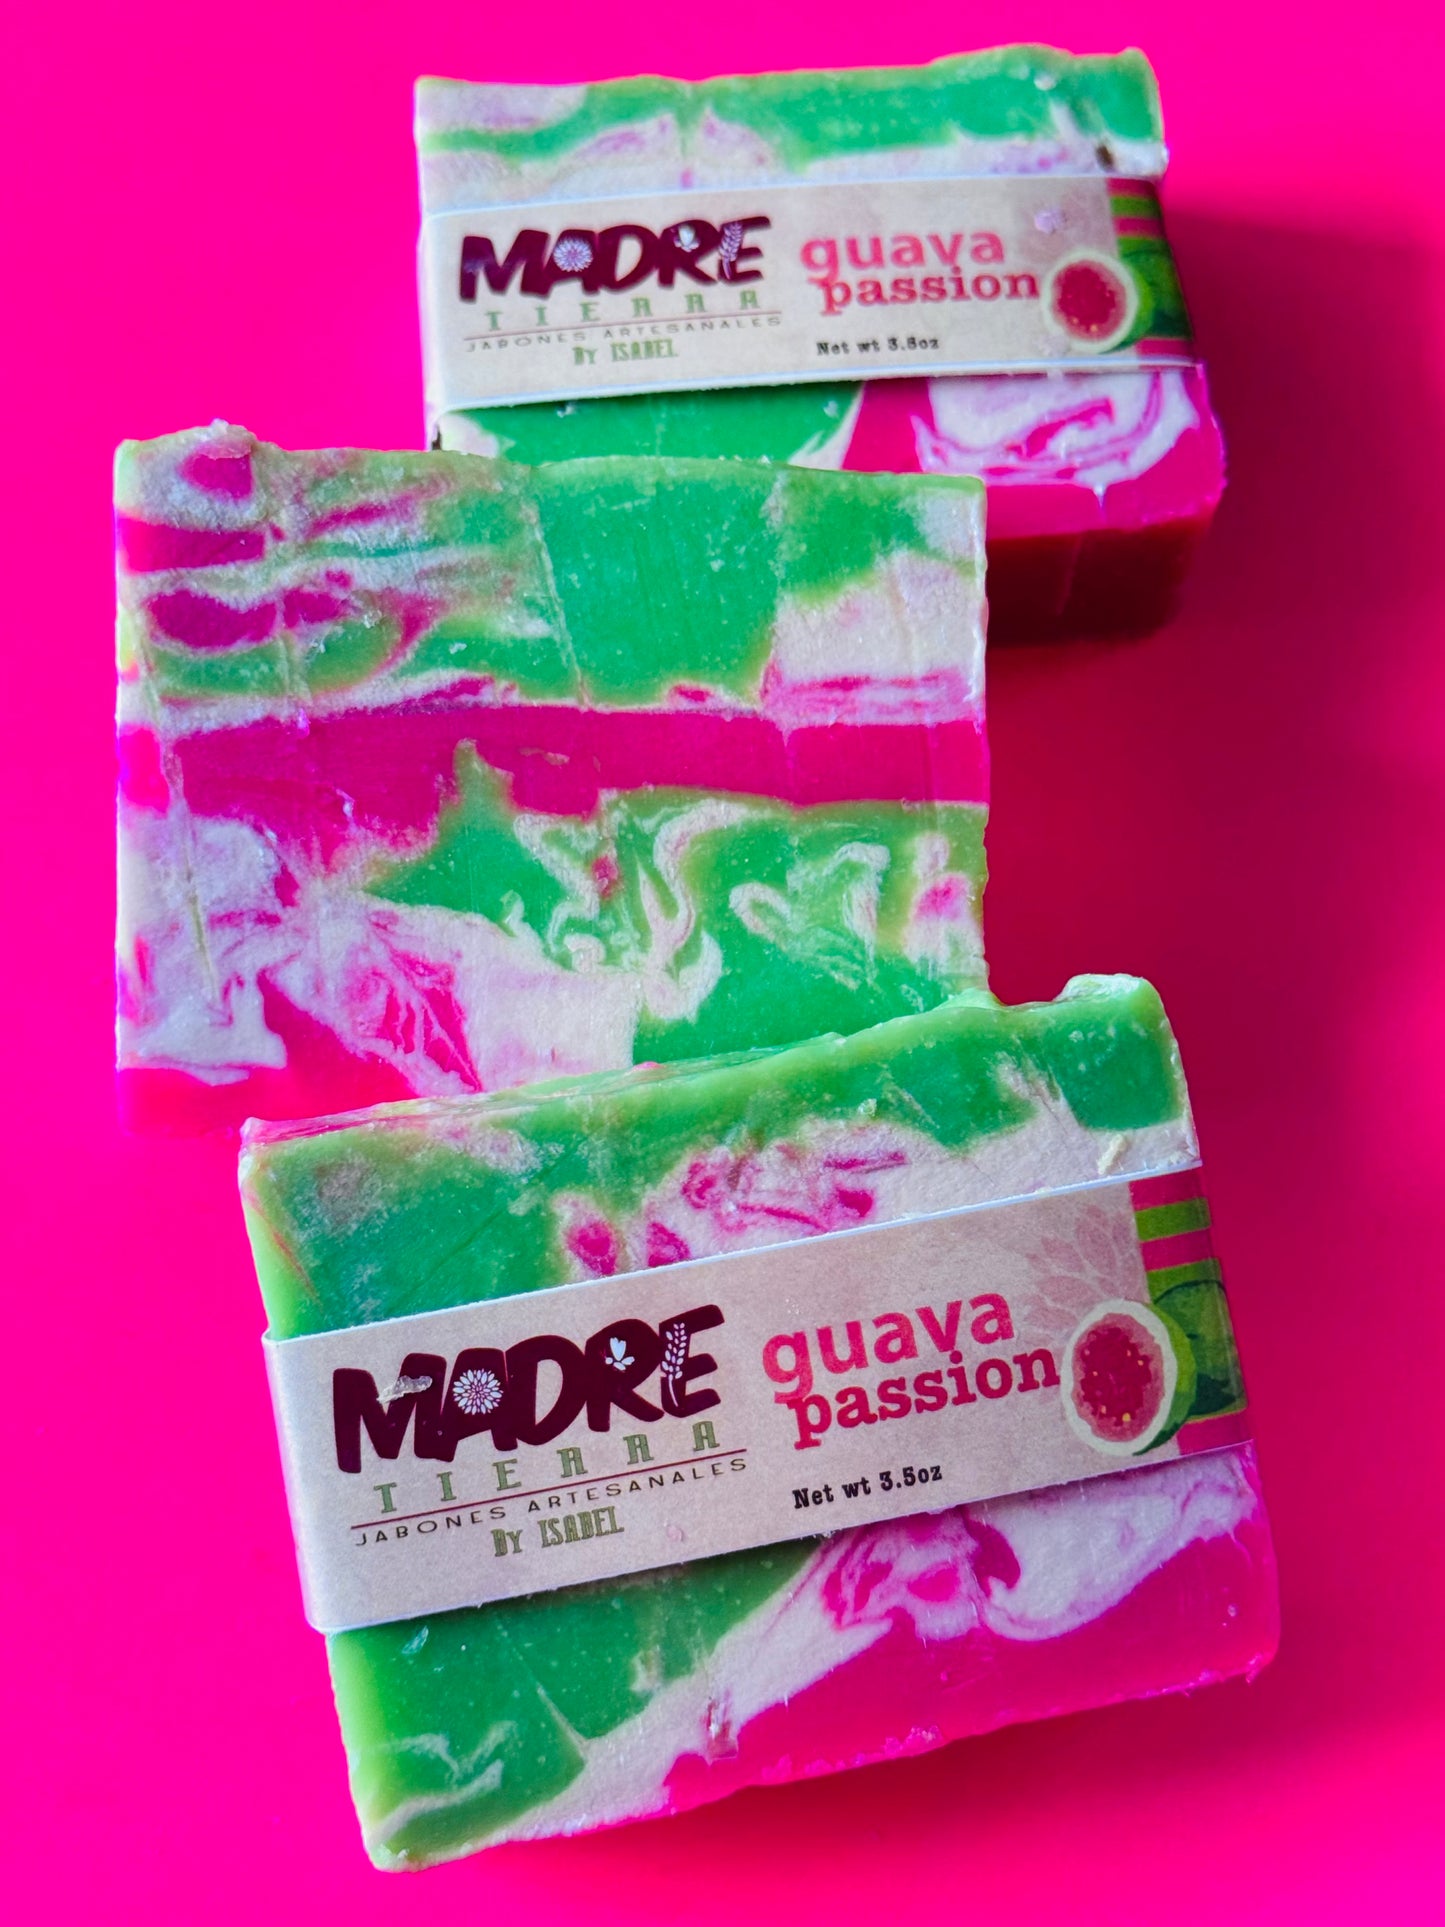 MADRE
TIERRA
JABONES ARTESANALES
By ISABEL
guava
passion
Net wt 3.5oz
MADRE
TIERRA
JABONES ARTESANALES
By ISABEL
guava
passion
Net wt 3.5oz